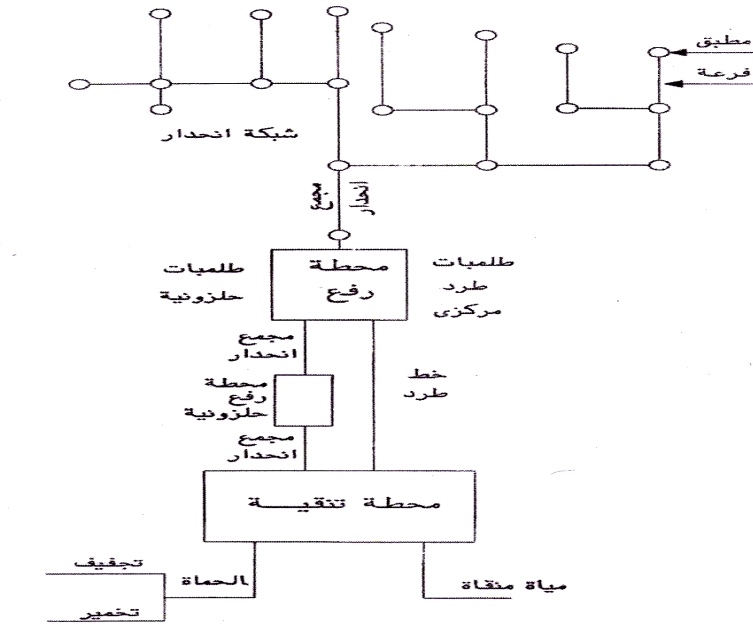 مطبق
فرعة
شبكة انحدار
مجمع
انحدار
محطة
رفع
طلمبات
حلزونية
طلمبات
طرد
مركزى
مجمع
انحدار
محطة
رفع
حلزونية
مجمع
انحدار
خط
طرد
محطة تنقيــــة
تجفيف
الحماة
تخمير
مياة منقاة